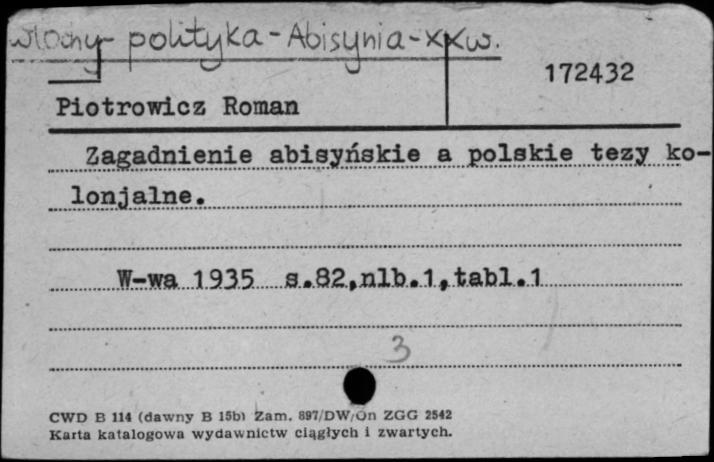 Włochy-polityka-Abisynia-XXw.
172432
Piotrowicz Roman
Zagadnienie abisyńskie a polskie tezy ko-
lonjalne.
W-wa 1935 s.82,nlb.1,tabl.1
3
CWD B 114 (dawny B 15b) Zam. 897/DW/On ZGG 2542
Karta katalogowa wydawnictw ciągłych i zwartych.